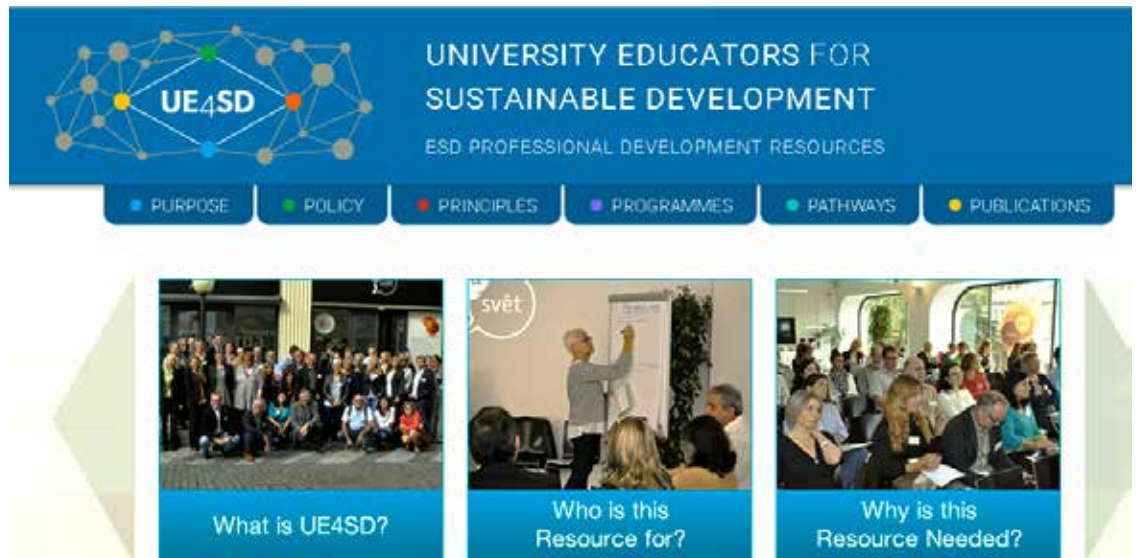 UE4SD
UNIVERSITY EDUCATORS FOR
SUSTAINABLE DEVELOPMENT
ESD PROFESSIONAL DEVELOPMENT RESOURCES
PURPOSE
POLICY
PRINCIPLES
PROGRAMMES
PATHWAYS
PUBLICATIONS
svět
What is UE4SD?
Who is this
Resource for?
Why is this
Resource Needed?